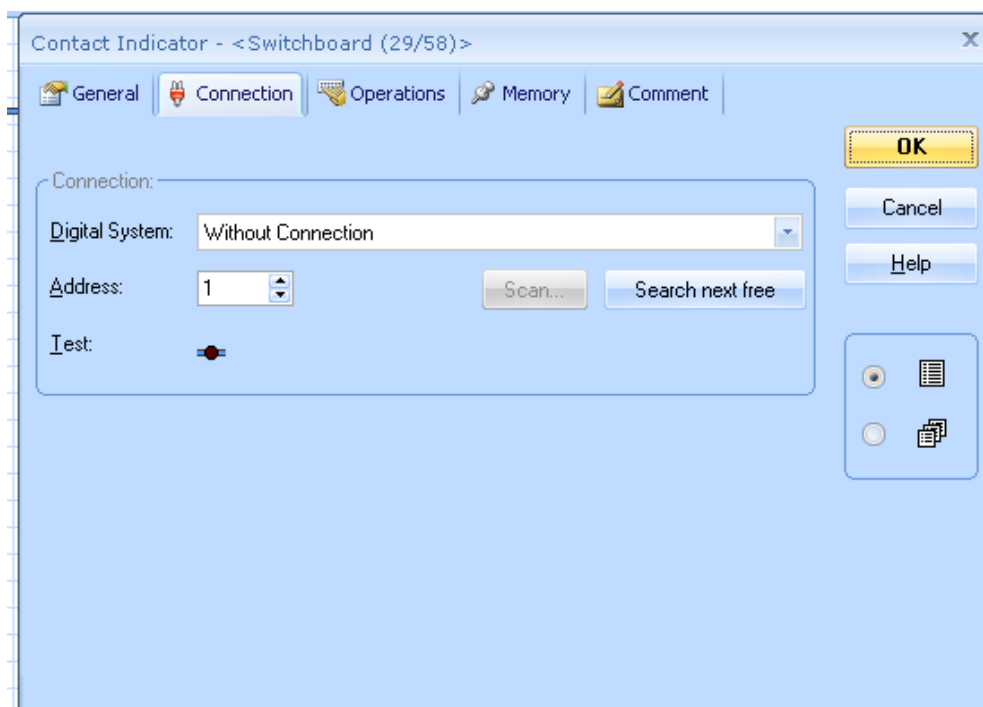 Contact Indicator - <Switchboard (29/58)>
General Connection Operations Memory Comment
OK
Connection:
Cancel
Digital System: Without Connection
Help
Address: 1 Scan... Search next free
Test: